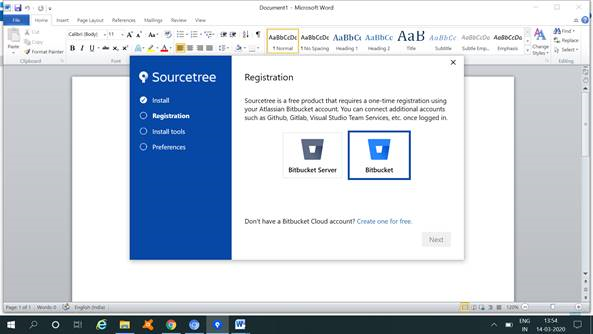 Document1 - Microsoft Word
File Home Insert Page Layout References Mailings Review View
Cut
Copy
Format Painter
Paste
Calibri (Body) 11
AaBbCcDc AaBbCcDc AaBbCc AaBbCc AaB AaBbCc. AaBbCcDc AaBbCcDc
¶ Normal ¶ No Spacing Heading 1 Heading 2 Title Subtitle Subtle Emp... Emphasis
Change Styles
Find
Replace
Select
Clipboard Font Paragraph Styles Editing
Sourcetree
Install
Registration
Install tools
Preferences
Registration
Sourcetree is a free product that requires a one-time registration using
your Atlassian Bitbucket account. You can connect additional accounts
such as Github, Gitlab, Visual Studio Team Services, etc. once logged in.
Bitbucket Server Bitbucket
Don't have a Bitbucket Cloud account? Create one for free.
Next
Page: 1 of 1 Words: 0 English (India) 120%
ENG 13:54
IN 14-03-2020